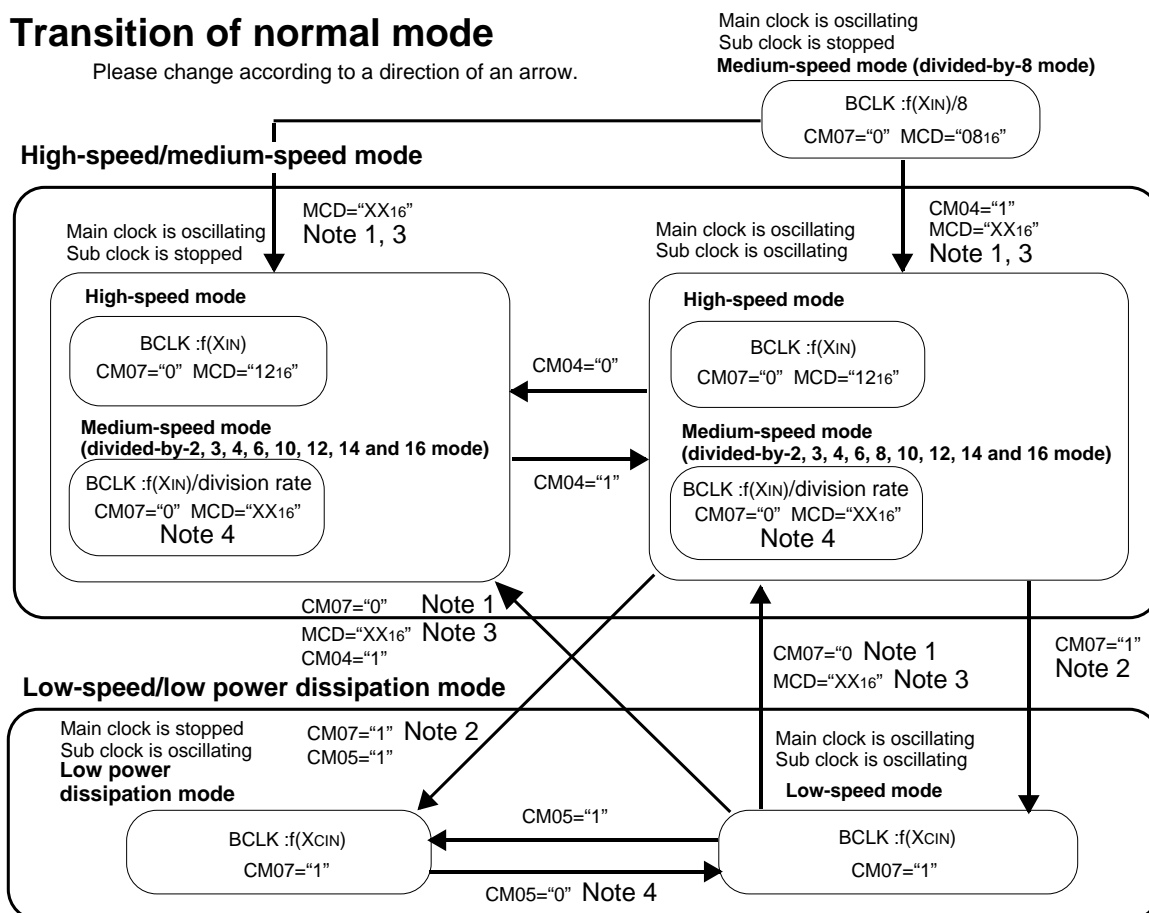 Transition of normal mode
Please change according to a direction of an arrow.
Main clock is oscillating
Sub clock is stopped
Medium-speed mode (divided-by-8 mode)
BCLK :f(XIN)/8
CM07=“0” MCD=“0816”
High-speed/medium-speed mode
MCD=“XX16”
Note 1, 3
Main clock is oscillating
Sub clock is stopped
CM04=“1”
MCD=“XX16”
Note 1, 3
Main clock is oscillating
Sub clock is oscillating
High-speed mode
BCLK :f(XIN)
CM07=“0” MCD=“1216”
Medium-speed mode
(divided-by-2, 3, 4, 6, 10, 12, 14 and 16 mode)
BCLK :f(XIN)/division rate
CM07=“0” MCD=“XX16”
Note 4
CM04=“0”
CM04=“1”
High-speed mode
BCLK :f(XIN)
CM07=“0” MCD=“1216”
Medium-speed mode
(divided-by-2, 3, 4, 6, 8, 10, 12, 14 and 16 mode)
BCLK :f(XIN)/division rate
CM07=“0” MCD=“XX16”
Note 4
CM07=“0” Note 1
MCD=“XX16” Note 3
CM04=“1”
CM07=“0 Note 1
MCD=“XX16” Note 3
CM07=“1”
Note 2
Low-speed/low power dissipation mode
Main clock is stopped
Sub clock is oscillating
Low power
dissipation mode
CM07=“1” Note 2
CM05=“1”
Main clock is oscillating
Sub clock is oscillating
Low-speed mode
BCLK :f(XCIN)
CM07=“1”
CM05=“1”
CM05=“0” Note 4
BCLK :f(XCIN)
CM07=“1”